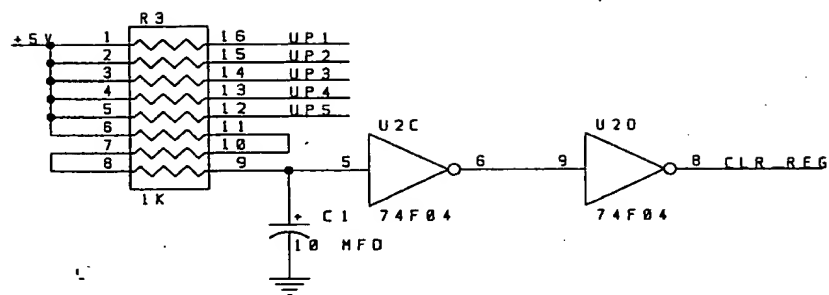 R3
+5V
1 16 UP1
2 15 UP2
3 14 UP3
4 13 UP4
5 12 UP5
6 11
7 10
8 9
1K
U2C
5 6
74F04
U2D
9 8 CLR_REG
74F04
+ C1
10 MFD